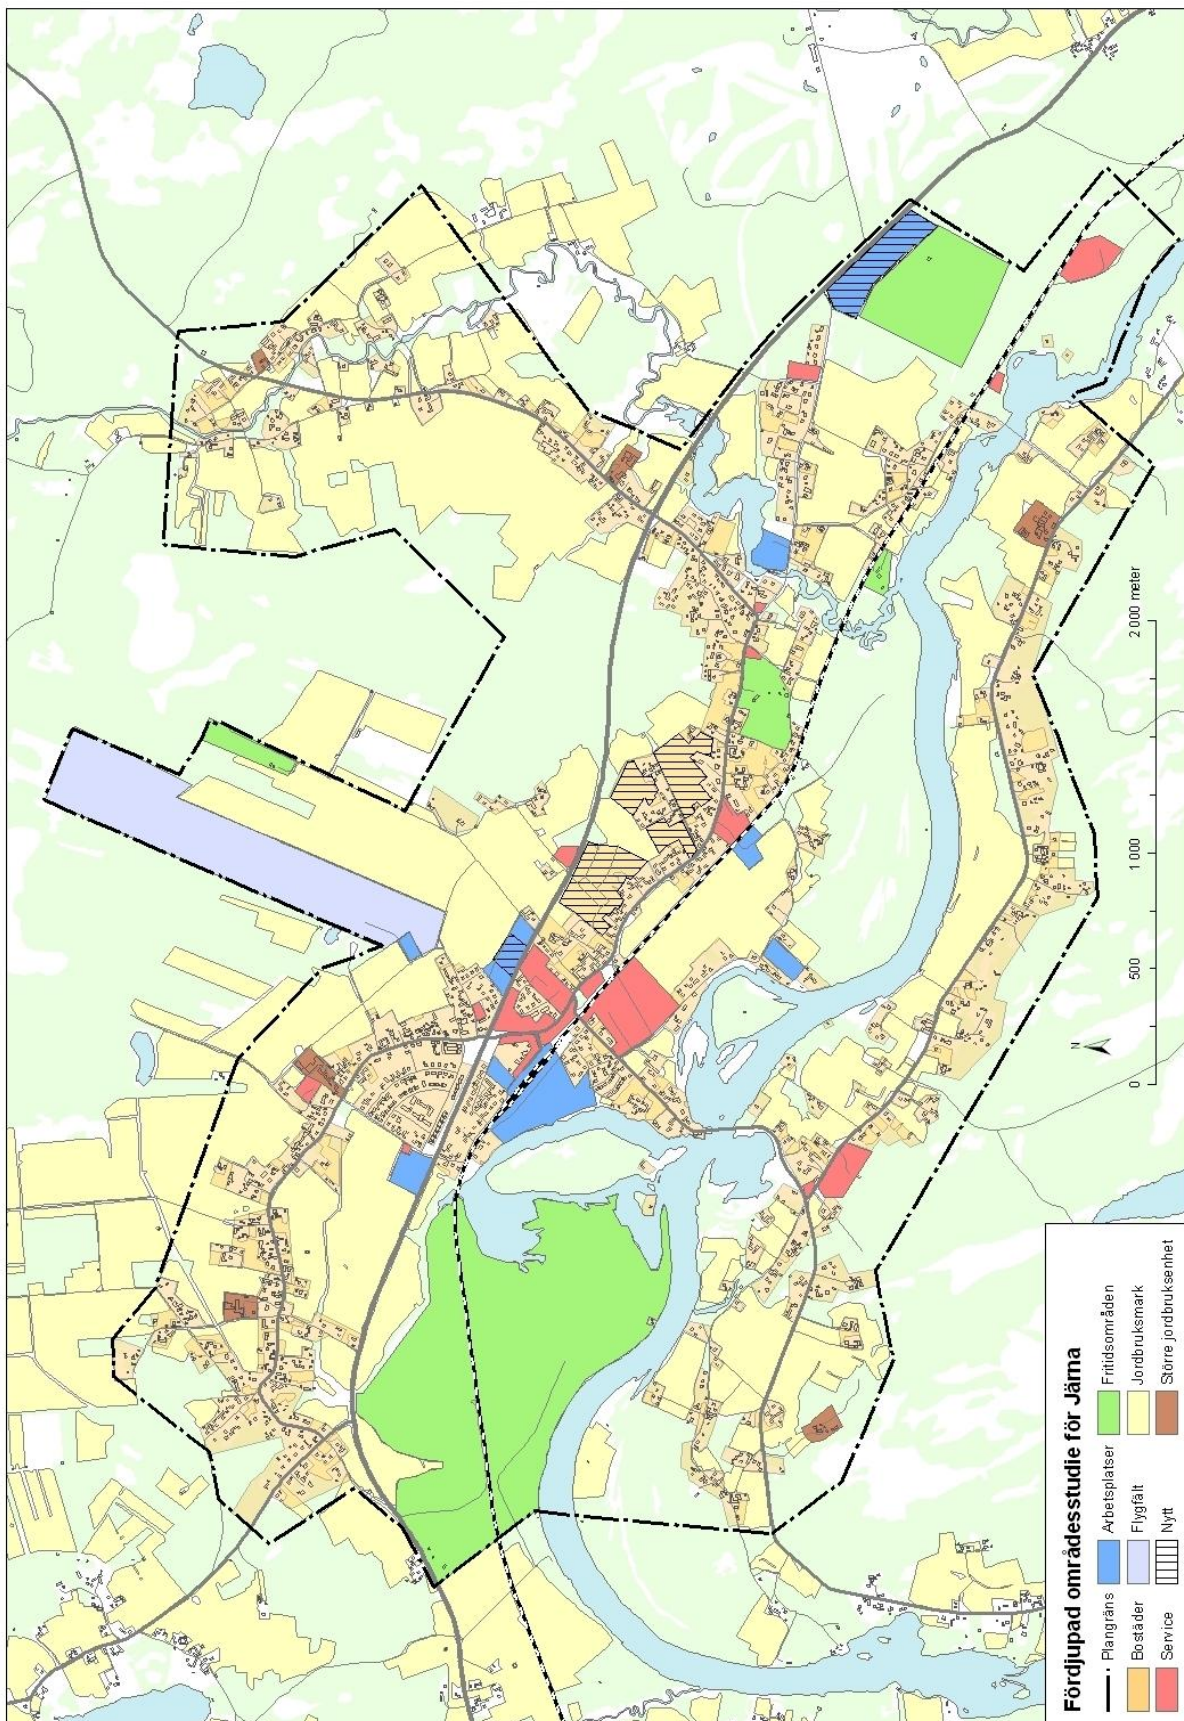 Fördjupad områdesstudie för Järna
Plangräns
Arbetsplatser
Fritidsområden
Bostäder
Flygfält
Jordbruksmark
Service
Nytt
Större jordbruksenhet
N
0 500 1 000 2 000 meter